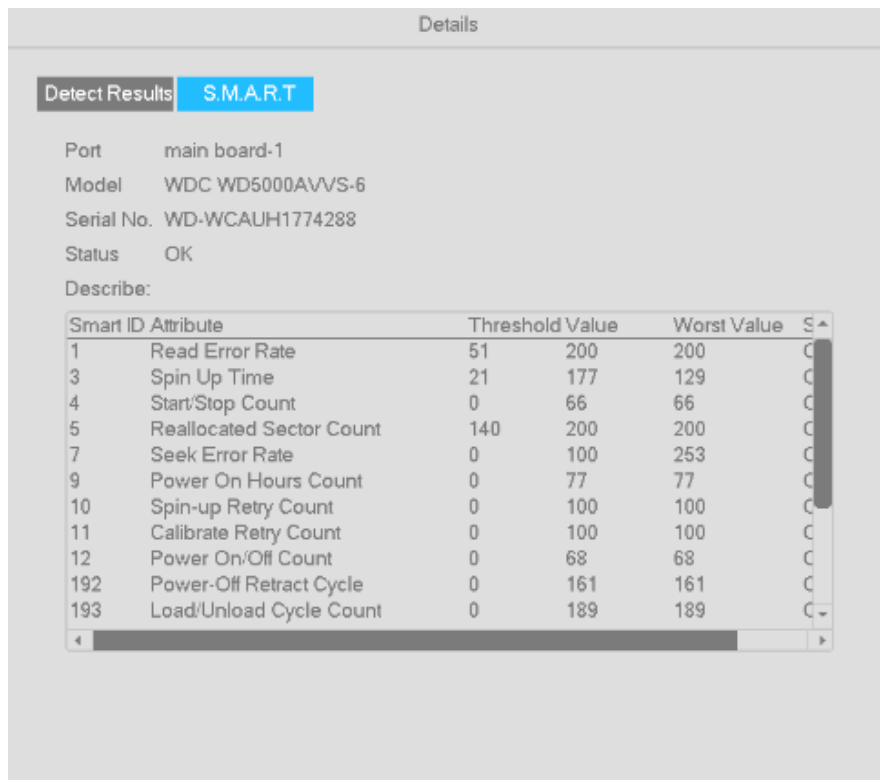 Details
Detect Results S.M.A.R.T
Port main board-1
Model WDC WD5000AVVS-6
Serial No. WD-WCAUH1774288
Status OK
Describe:
Smart ID Attribute Threshold Value Worst Value S
1 Read Error Rate 51 200 200
3 Spin Up Time 21 177 129
4 Start/Stop Count 0 66 66
5 Reallocated Sector Count 140 200 200
7 Seek Error Rate 0 100 253
9 Power On Hours Count 0 77 77
10 Spin-up Retry Count 0 100 100
11 Calibrate Retry Count 0 100 100
12 Power On/Off Count 0 68 68
192 Power-Off Retract Cycle 0 161 161
193 Load/Unload Cycle Count 0 189 189